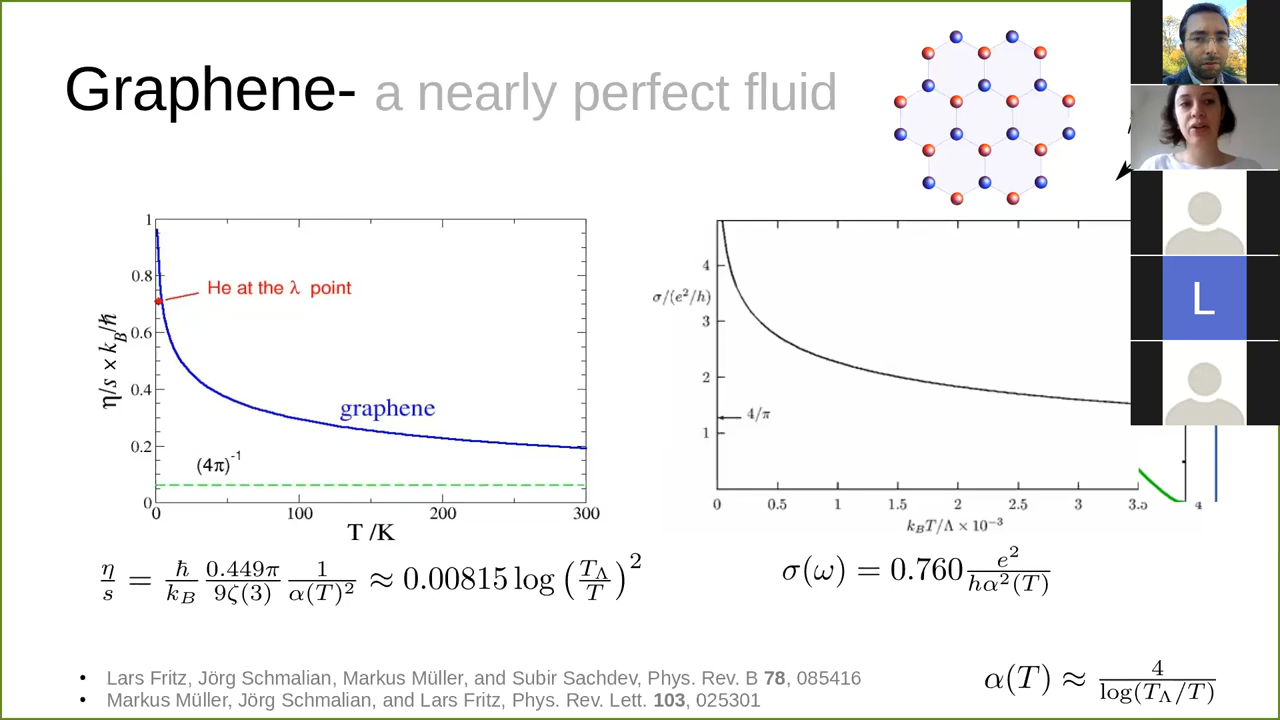 Graphene- a nearly perfect fluid
L
1
0.8
0.6
0.4
0.2
0
η/s × k_B/ħ
He at the λ point
graphene
(4π)^-1
0 100 200 300
T /K
4
3
2
1
σ/(e²/h)
4/π
0 0.5 1 1.5 2 2.5 3 3.5 4
k_B T/Λ × 10^-3
η/s = ħ/k_B 0.449π/9ζ(3) 1/α(T)² ≈ 0.00815 log (T_Λ/T)²
σ(ω) = 0.760 e²/hα²(T)
• Lars Fritz, Jörg Schmalian, Markus Müller, and Subir Sachdev, Phys. Rev. B 78, 085416
• Markus Müller, Jörg Schmalian, and Lars Fritz, Phys. Rev. Lett. 103, 025301
α(T) ≈ 4/log(T_Λ/T)